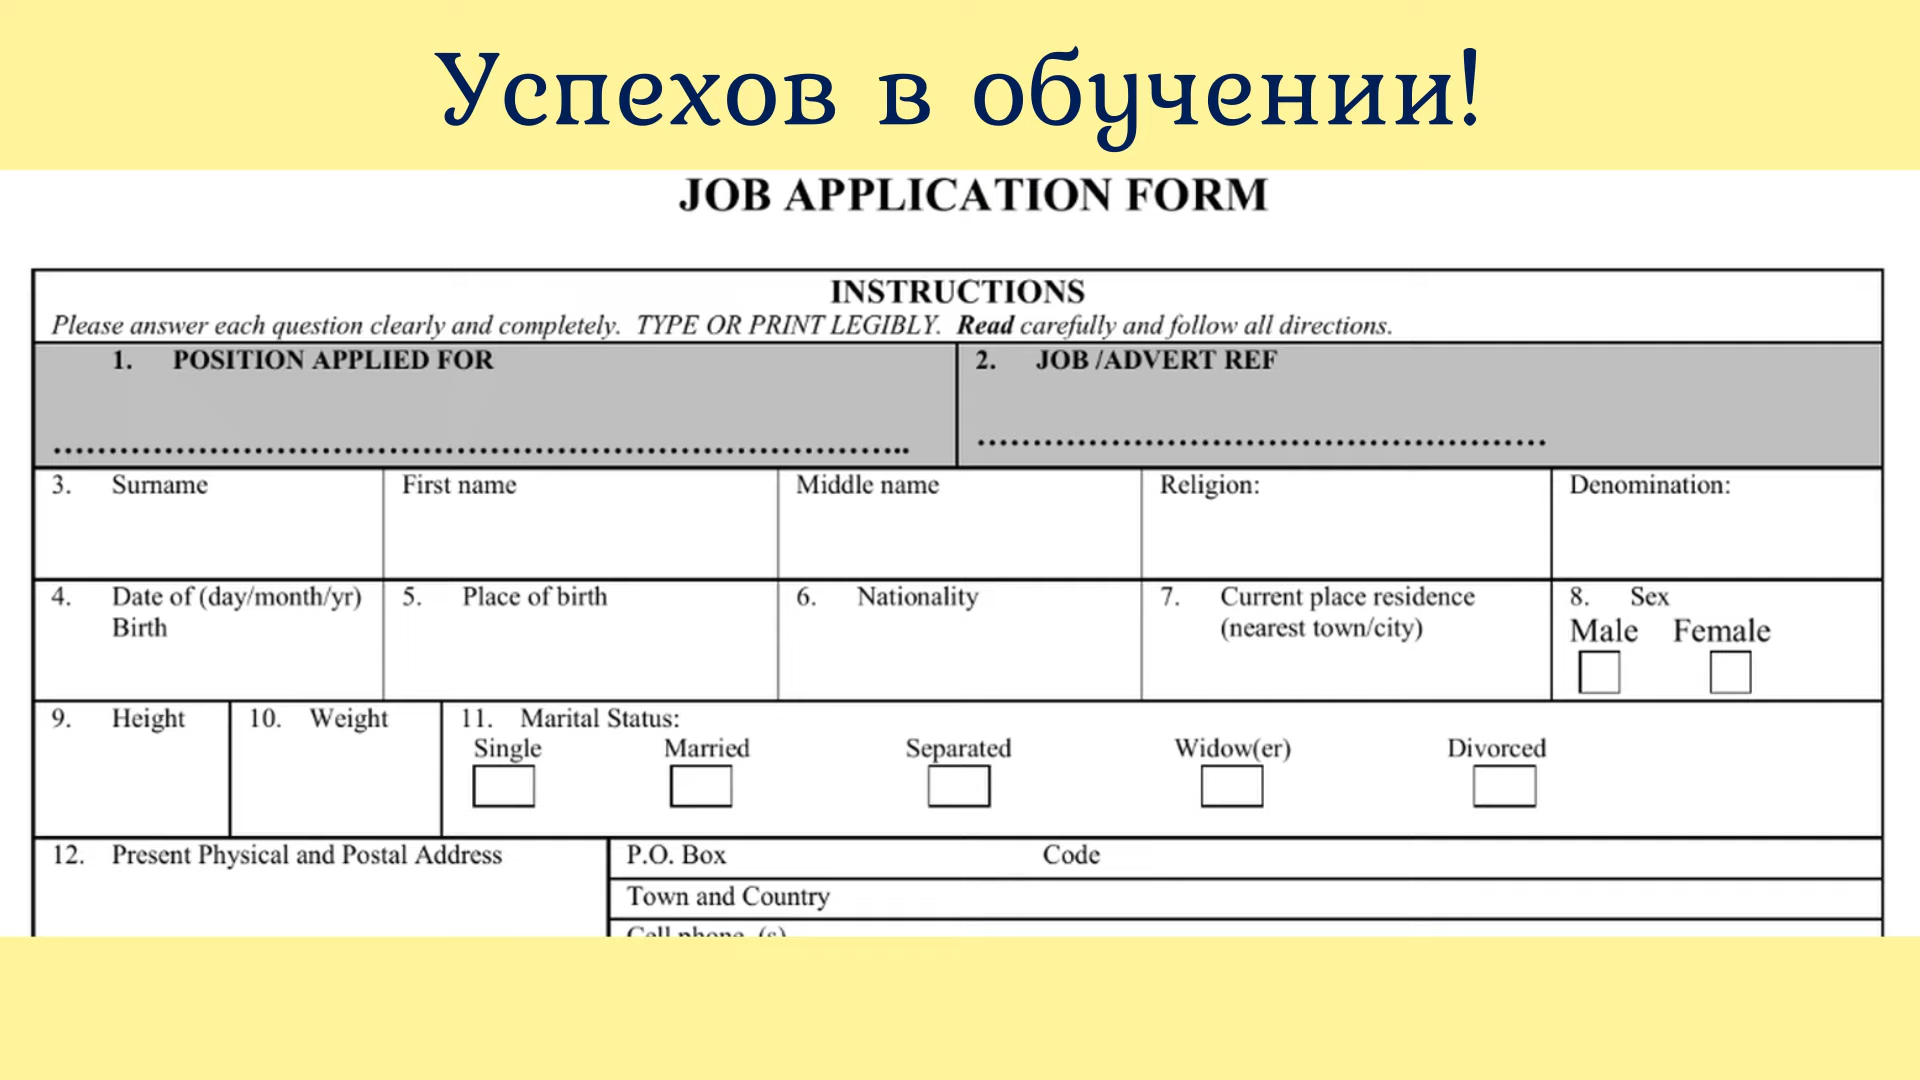 Успехов в обучении!
JOB APPLICATION FORM
INSTRUCTIONS
Please answer each question clearly and completely. TYPE OR PRINT LEGIBLY. Read carefully and follow all directions.
1. POSITION APPLIED FOR
2. JOB /ADVERT REF
3. Surname
First name
Middle name
Religion:
Denomination:
4. Date of (day/month/yr)
Birth
5. Place of birth
6. Nationality
7. Current place residence
(nearest town/city)
8. Sex
Male Female
9. Height
10. Weight
11. Marital Status:
Single Married Separated Widow(er) Divorced
12. Present Physical and Postal Address
P.O. Box Code
Town and Country
Cell phone (s)